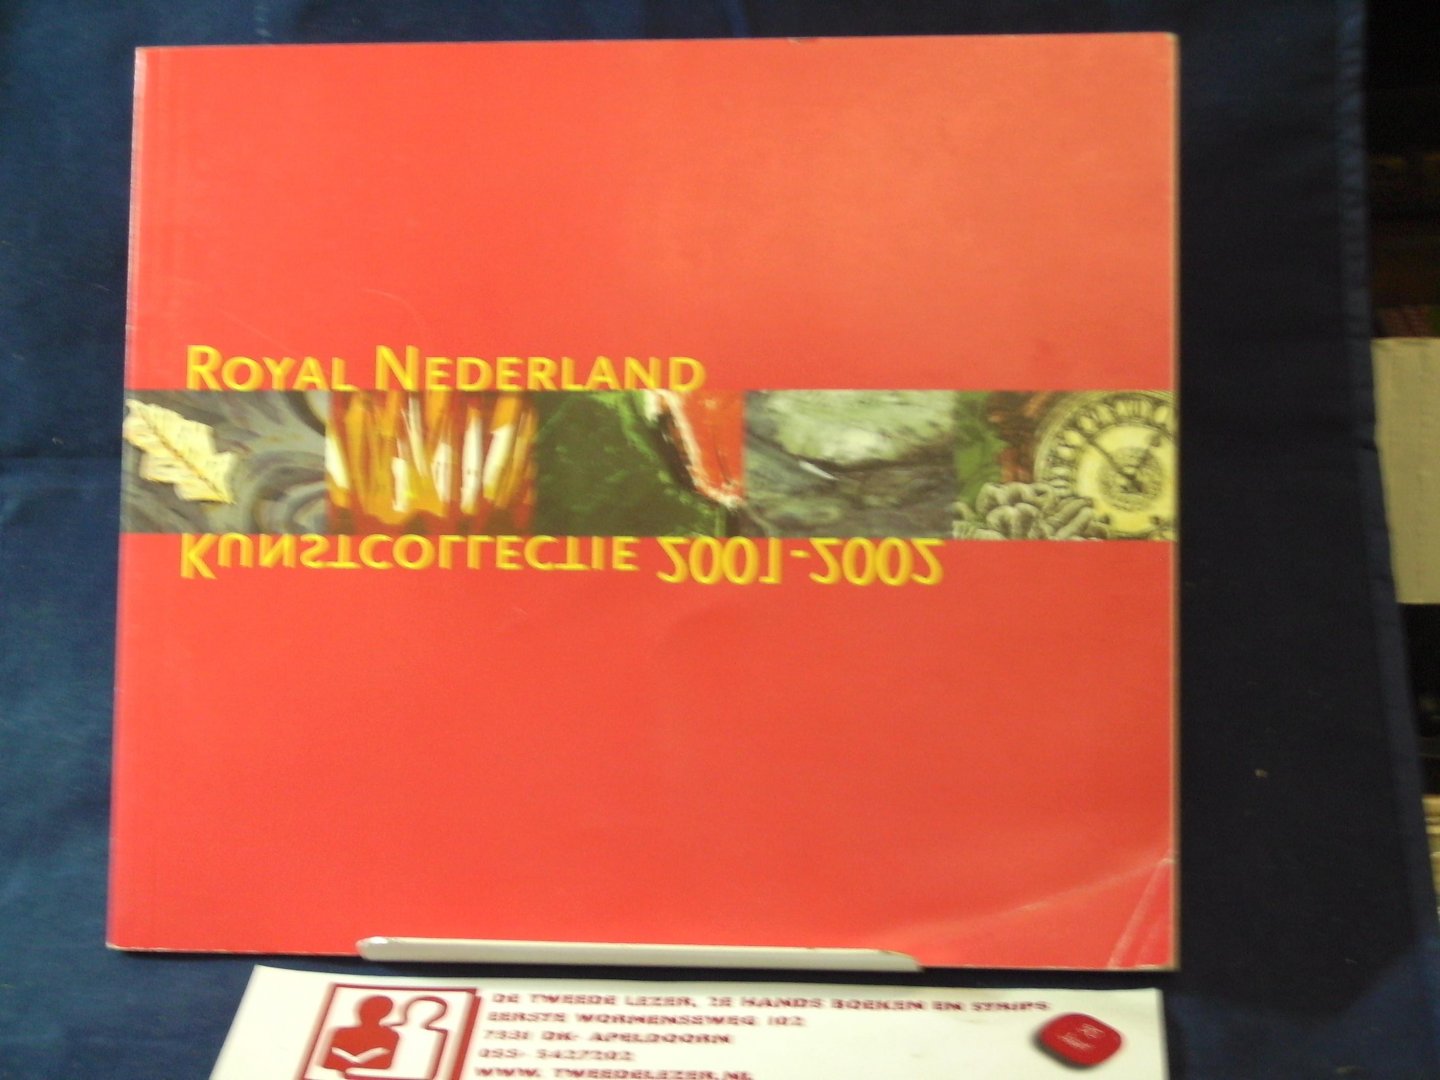 ROYAL NEDERLAND
KUNSTCOLLECTIE 2001-2002
DE TWEEDE LEZER, 2E HANDS BOEKEN EN STRIPS
EERSTE WORMENSEWEG 102
7331 DK- APELDOORN
055- 5427202
WWW. TWEEDELEZER.NL